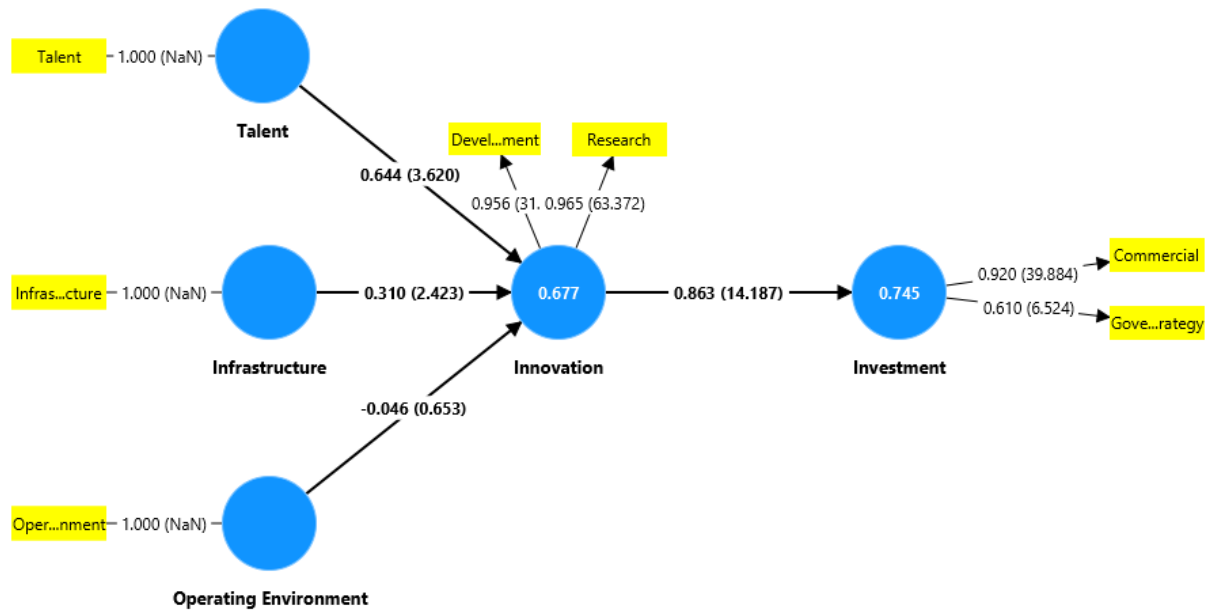 Talent
1.000 (NaN)
Talent
Devel...ment
Research
0.644 (3.620)
0.956 (31.
0.965 (63.372)
Infras...cture
1.000 (NaN)
0.310 (2.423)
0.677
0.863 (14.187)
0.745
Commercial
0.920 (39.884)
0.610 (6.524)
Gove...rategy
Infrastructure
Innovation
Investment
-0.046 (0.653)
Oper...nment
1.000 (NaN)
Operating Environment